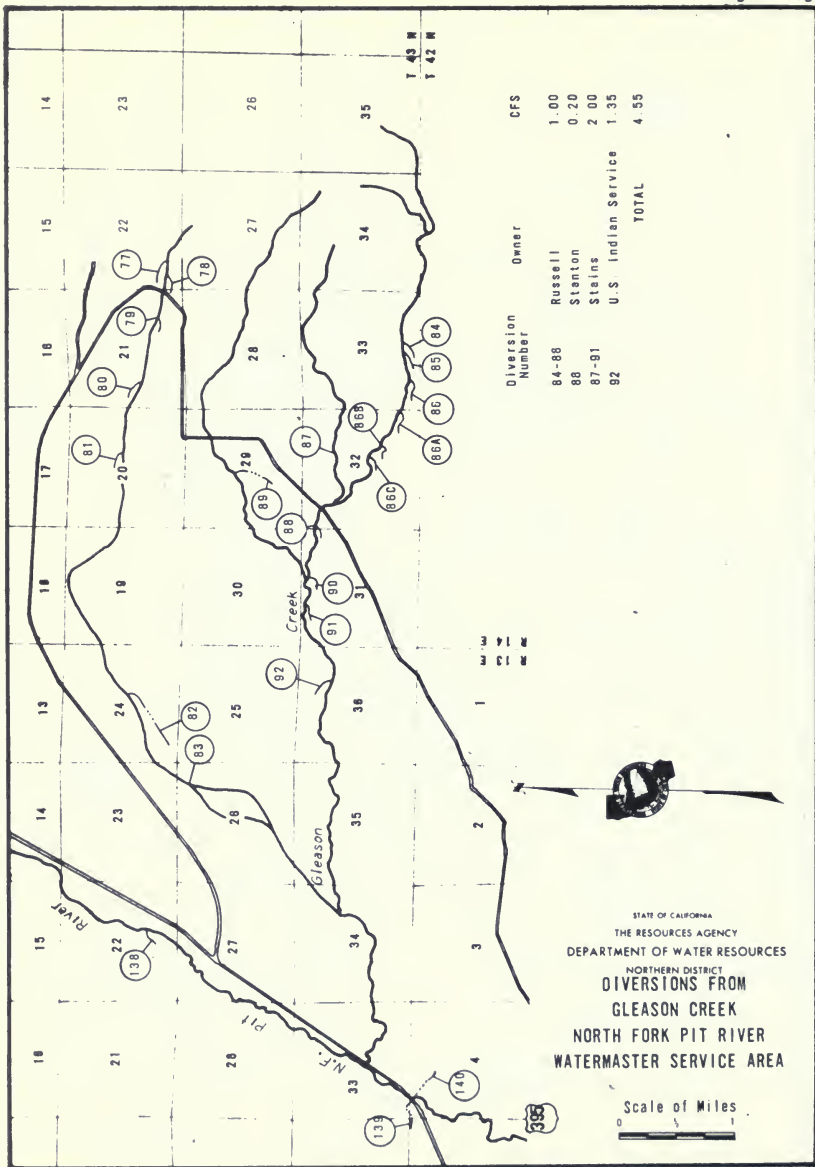 14
15
16
17
18
13
14
15
16
23
22
21
20
19
24
23
22
21
26
27
28
29
30
25
26
27
28
35
34
33
32
31
36
35
34
33
1
2
3
4
T 43 N
T 42 N
R 13 E
R 14 E
77
78
79
80
81
82
83
84
85
86
86A
86B
86C
87
88
89
90
91
92
138
139
140
395
Gleason Creek
N.F. Pit River
Diversion Number Owner CFS
84-88 Russell 1.00
88 Stanton 0.20
87-91 Stains 2 00
92 U.S. Indian Service 1.35
TOTAL 4.55
STATE OF CALIFORNIA
THE RESOURCES AGENCY
DEPARTMENT OF WATER RESOURCES
NORTHERN DISTRICT
DIVERSIONS FROM
GLEASON CREEK
NORTH FORK PIT RIVER
WATERMASTER SERVICE AREA
Scale of Miles
0 ½ 1